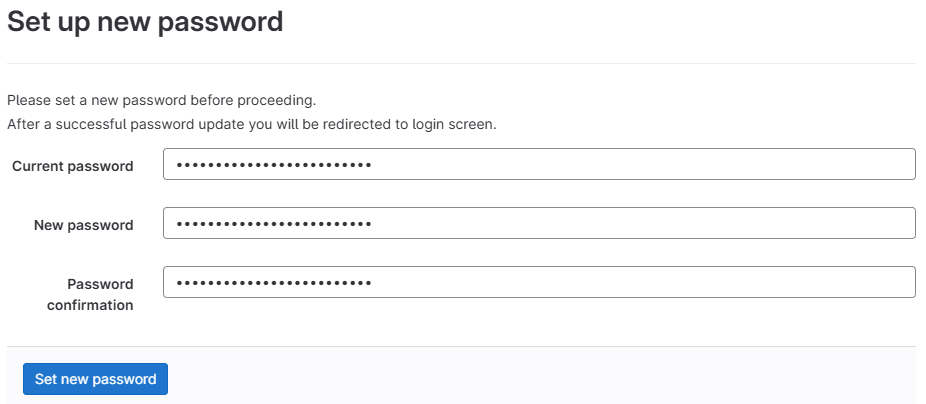 Set up new password
Please set a new password before proceeding.
After a successful password update you will be redirected to login screen.
Current password •••••••••••••••••••••••••
New password •••••••••••••••••••••••••
Password •••••••••••••••••••••••••
confirmation
Set new password